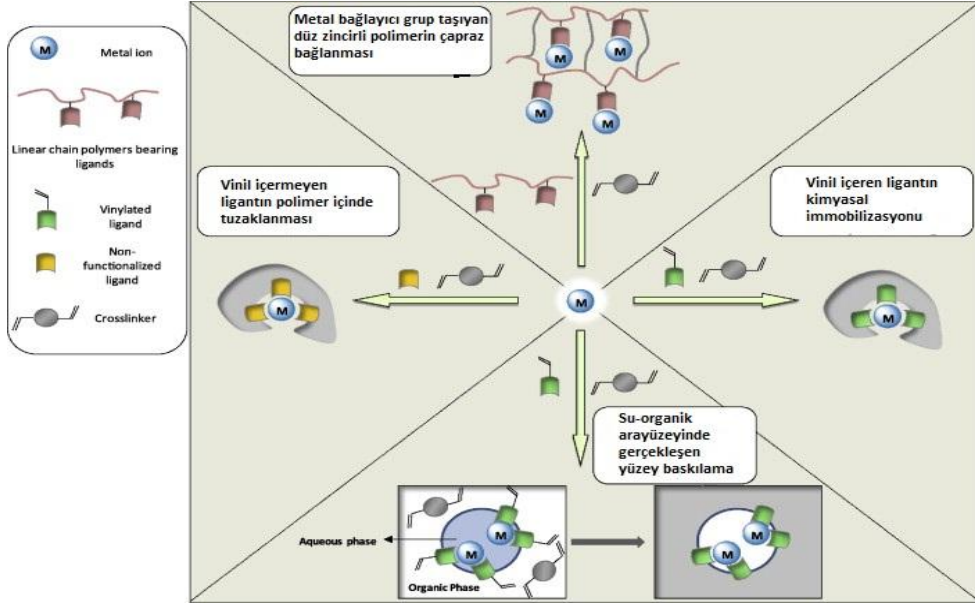 M
Metal ion
Linear chain polymers bearing
ligands
Vinylated
ligand
Non-
functionalized
ligand
Crosslinker
Metal bağlayıcı grup taşıyan
düz zincirli polimerin çapraz
bağlanması
M
M
M
M
Vinil içermeyen
ligantın polimer içinde
tuzaklanması
Vinil içeren ligantın
kimyasal
immobilizasyonu
M
M
M
Su-organik
arayüzeyinde
gerçekleşen
yüzey baskılama
Aqueous phase
M
M
Organic Phase
M
M